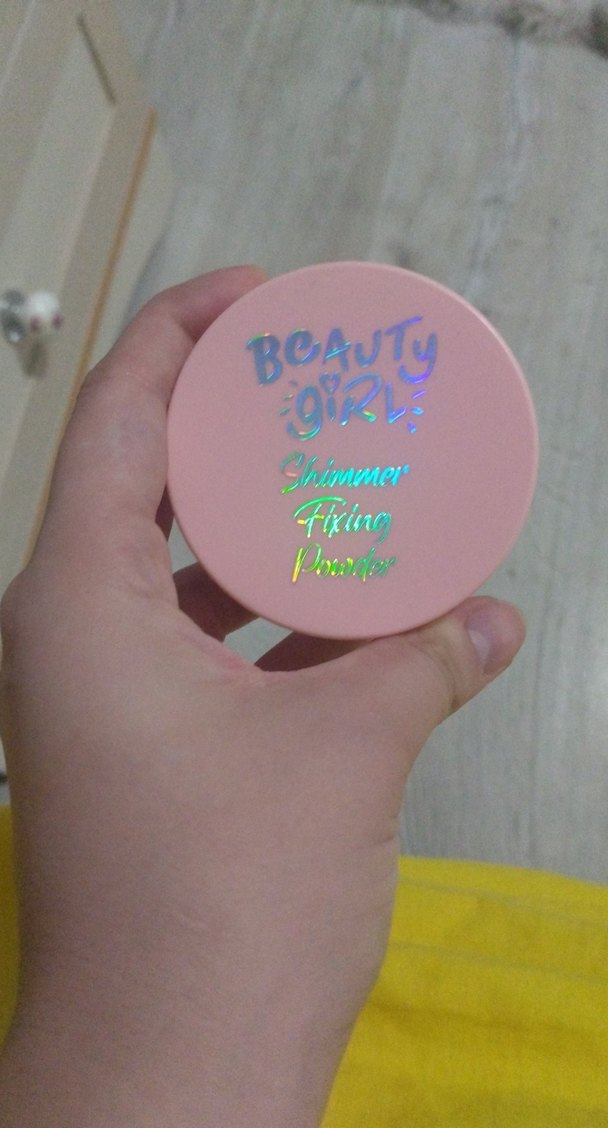 BEAUTY
GIRL
Shimmer
Fixing
Powder